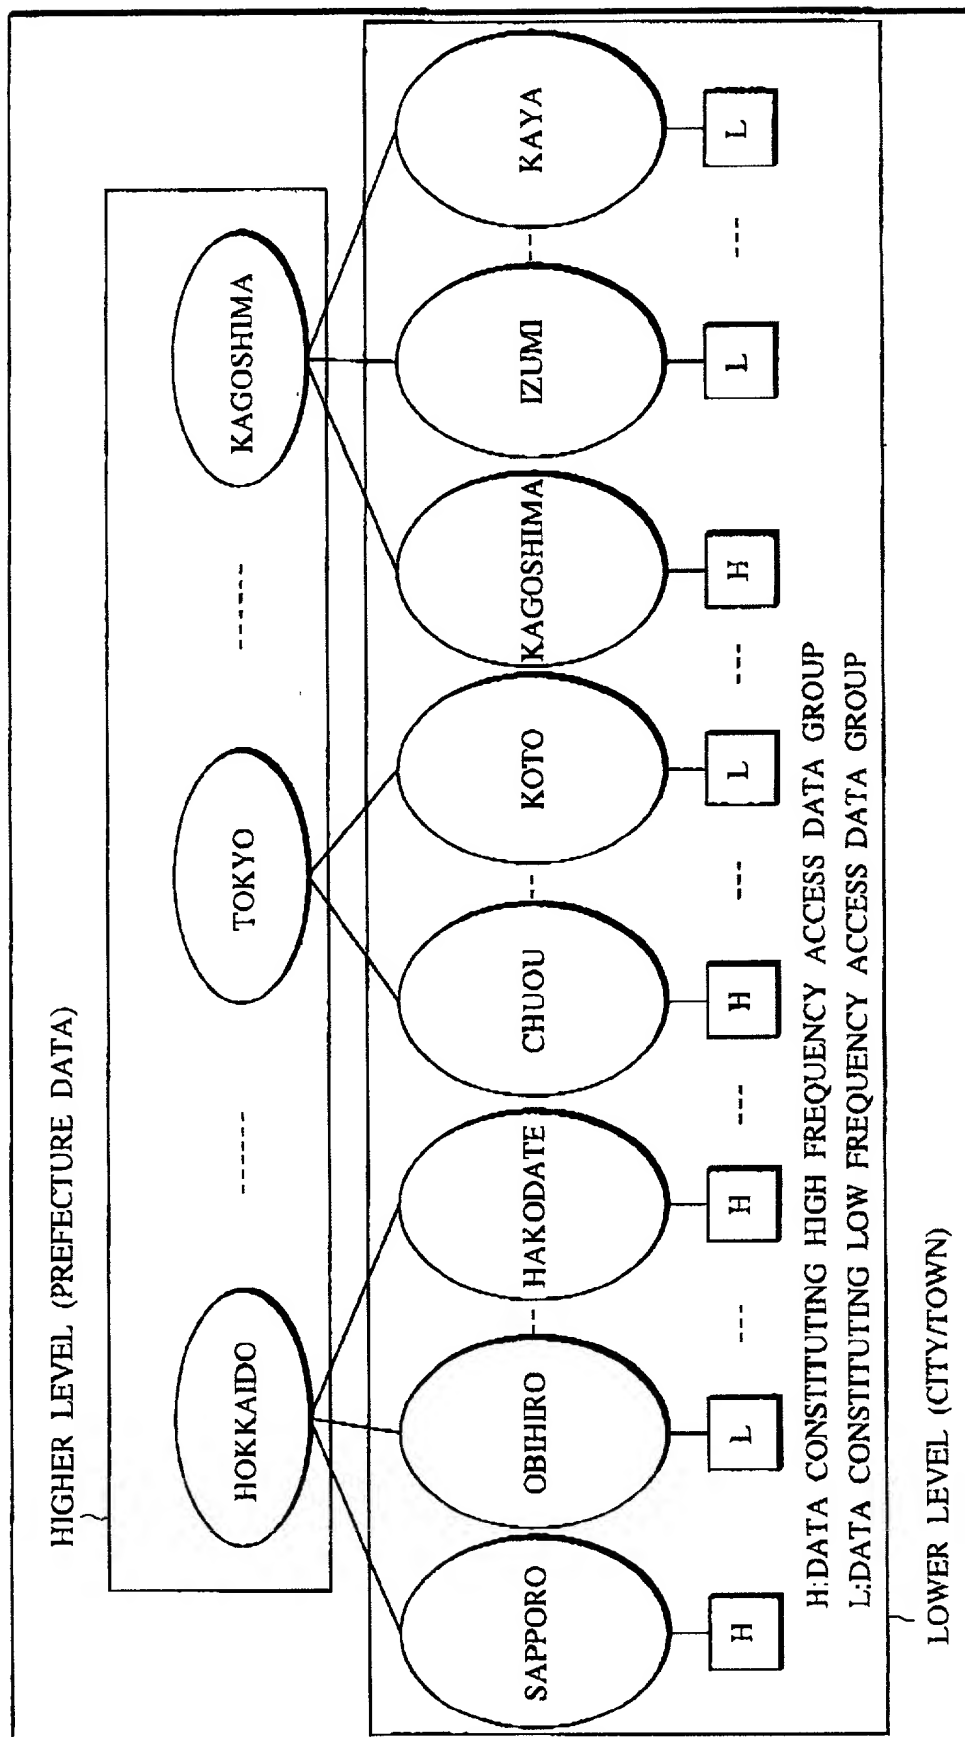 HIGHER LEVEL (PREFECTURE DATA)
HOKKAIDO ------ TOKYO ------ KAGOSHIMA
SAPPORO OBIHIRO --- HAKODATE CHUOU --- KOTO KAGOSHIMA IZUMI --- KAYA
H L --- H --- H --- L --- H L --- L
H:DATA CONSTITUTING HIGH FREQUENCY ACCESS DATA GROUP
L:DATA CONSTITUTING LOW FREQUENCY ACCESS DATA GROUP
LOWER LEVEL (CITY/TOWN)